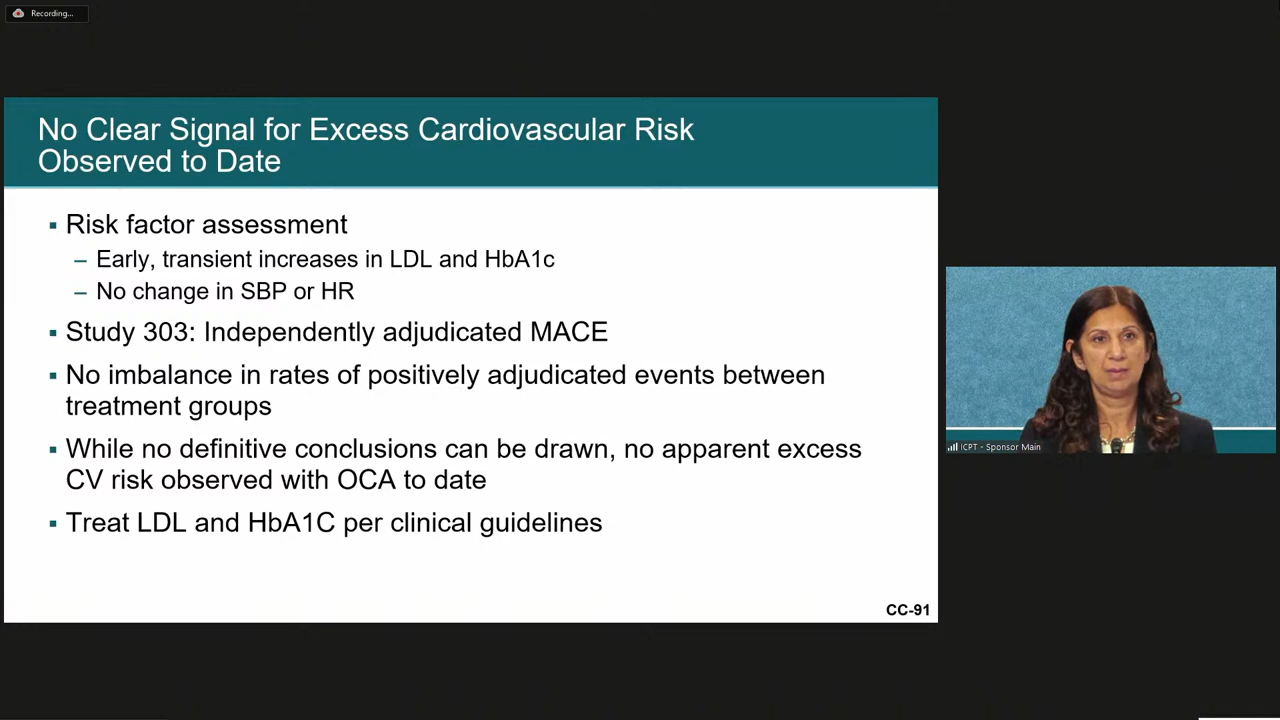 Recording...
No Clear Signal for Excess Cardiovascular Risk
Observed to Date
▪ Risk factor assessment
– Early, transient increases in LDL and HbA1c
– No change in SBP or HR
▪ Study 303: Independently adjudicated MACE
▪ No imbalance in rates of positively adjudicated events between
treatment groups
▪ While no definitive conclusions can be drawn, no apparent excess
CV risk observed with OCA to date
▪ Treat LDL and HbA1C per clinical guidelines
CC-91
ICPT - Sponsor Main